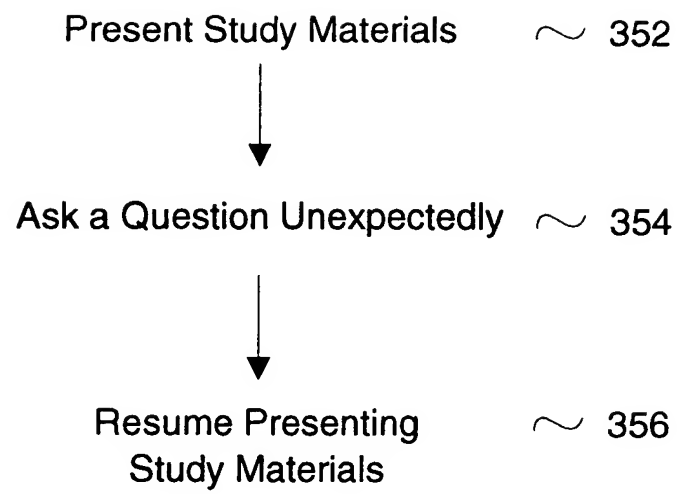 Present Study Materials ~ 352
Ask a Question Unexpectedly ~ 354
Resume Presenting ~ 356
Study Materials